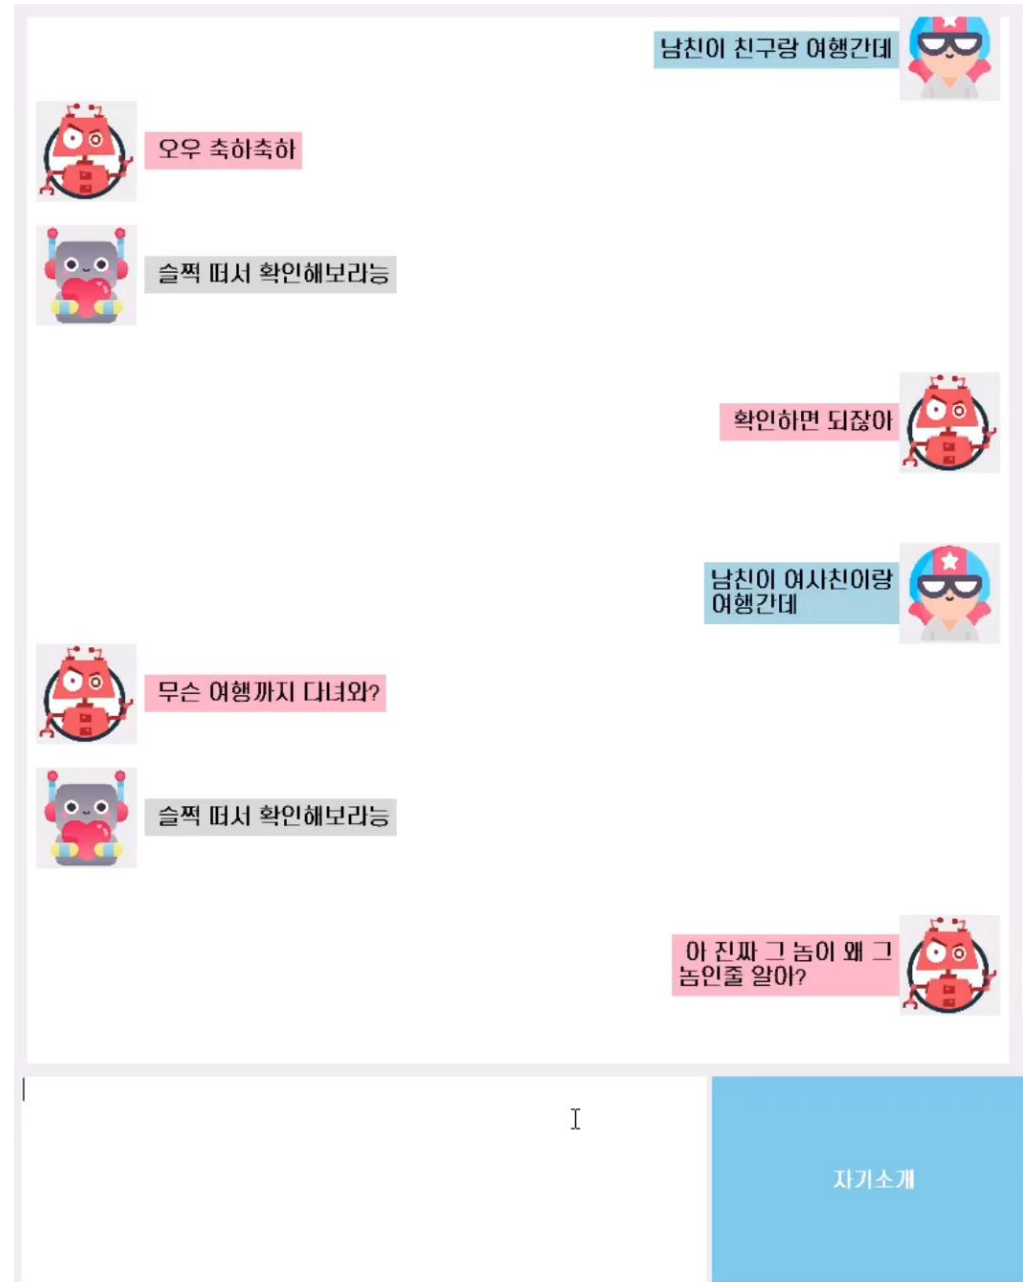 남친이 친구랑 여행간데
오우 축하축하
슬쩍 떠서 확인해보라능
확인하면 되잖아
남친이 여사친이랑
여행간데
무슨 여행까지 다녀와?
슬쩍 떠서 확인해보라능
아 진짜 그 놈이 왜 그
놈인줄 알아?
자기소개